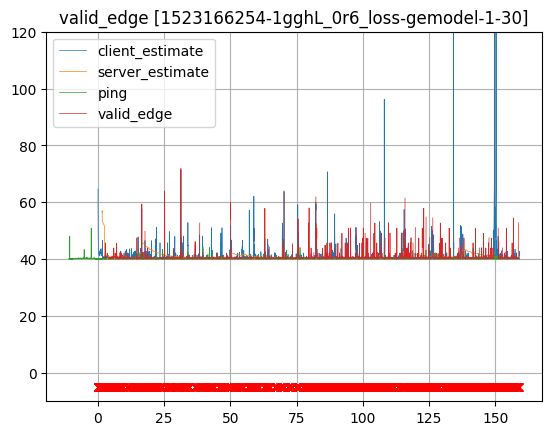 valid_edge [1523166254-1gghL_0r6_loss-gemodel-1-30]
120
100
80
60
40
20
0
client_estimate
server_estimate
ping
valid_edge
0 25 50 75 100 125 150